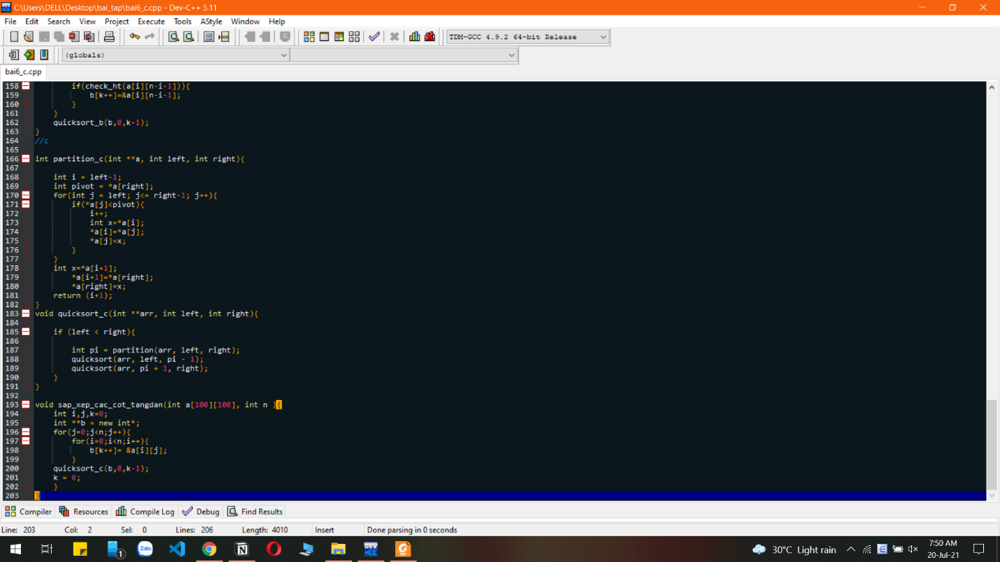 C:\Users\DELL\Desktop\bai_tap\bai6_c.cpp - Dev-C++ 5.11
File Edit Search View Project Execute Tools AStyle Window Help
TDM-GCC 4.9.2 64-bit Release
(globals)
bai6_c.cpp
158 if(check_ht(a[i][n-i-1])){
159 b[k++]=&a[i][n-i-1];
160 }
161 }
162 quicksort_b(b,0,k-1);
163 }
164 //c
165
166 int partition_c(int **a, int left, int right){
167
168 int i = left-1;
169 int pivot = *a[right];
170 for(int j = left; j<= right-1; j++){
171 if(*a[j]<pivot){
172 i++;
173 int x=*a[i];
174 *a[i]=*a[j];
175 *a[j]=x;
176 }
177 }
178 int x=*a[i+1];
179 *a[i+1]=*a[right];
180 *a[right]=x;
181 return (i+1);
182 }
183 void quicksort_c(int **arr, int left, int right){
184
185 if (left < right){
186
187 int pi = partition(arr, left, right);
188 quicksort(arr, left, pi - 1);
189 quicksort(arr, pi + 1, right);
190 }
191 }
192
193 void sap_xep_cac_cot_tangdan(int a[100][100], int n ){
194 int i,j,k=0;
195 int **b = new int*;
196 for(j=0;j<n;j++){
197 for(i=0;i<n;i++){
198 b[k++]= &a[i][j];
199 }
200 quicksort_c(b,0,k-1);
201 k = 0;
202 }
203 }
Compiler Resources Compile Log Debug Find Results
Line: 203 Col: 2 Sel: 0 Lines: 206 Length: 4010 Insert Done parsing in 0 seconds
1 Zalo DEV 30°C Light rain E 7:50 AM
20-Jul-21